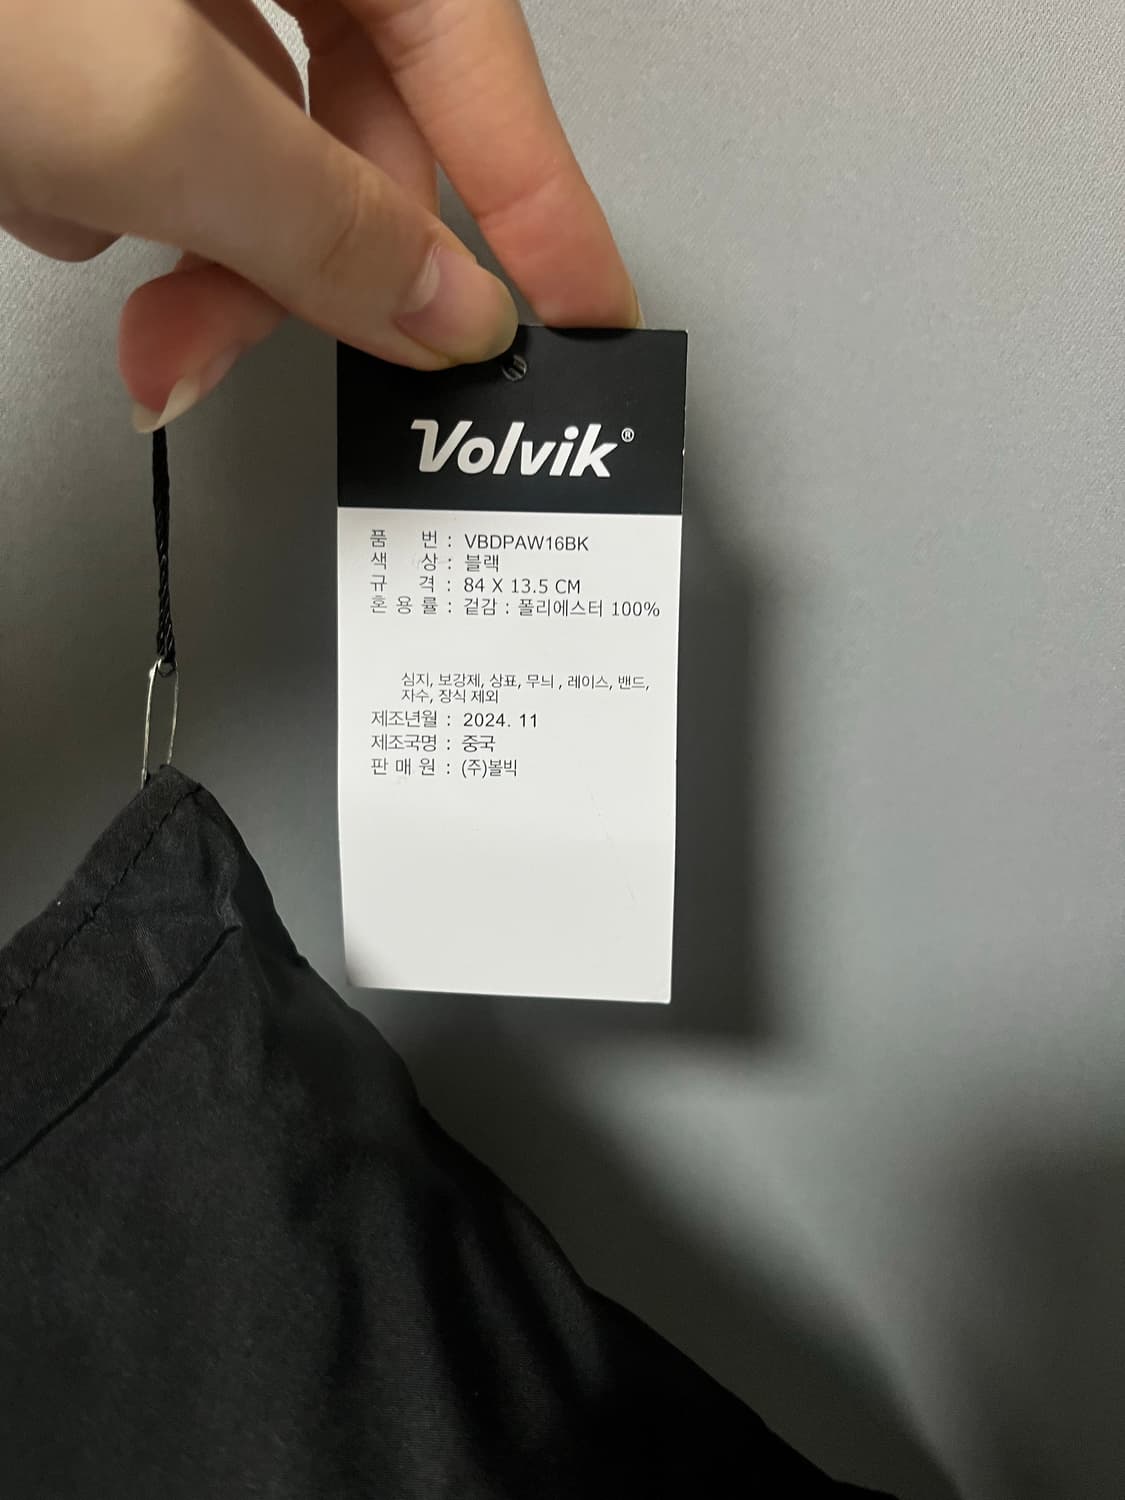 Volvik®
품 번 : VBDPAW16BK
색 상 : 블랙
규 격 : 84 X 13.5 CM
혼 용 률 : 겉감 : 폴리에스터 100%
심지, 보강제, 상표, 무늬 , 레이스, 밴드,
자수, 장식 제외
제조년월 : 2024. 11
제조국명 : 중국
판 매 원 : (주)볼빅